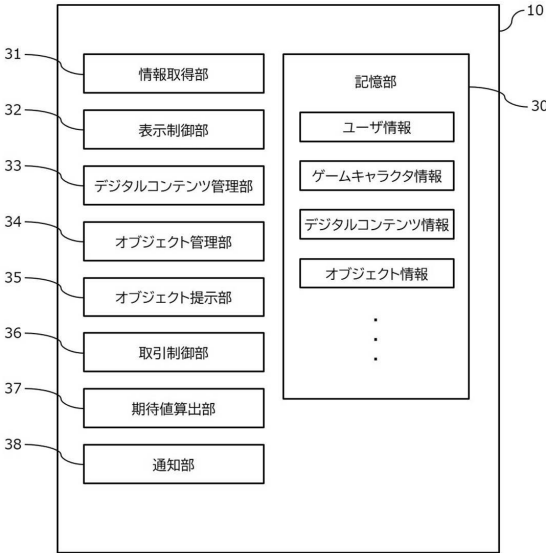 10
31
情報取得部
32
表示制御部
33
デジタルコンテンツ管理部
34
オブジェクト管理部
35
オブジェクト提示部
36
取引制御部
37
期待値算出部
38
通知部
記憶部
30
ユーザ情報
ゲームキャラクタ情報
デジタルコンテンツ情報
オブジェクト情報